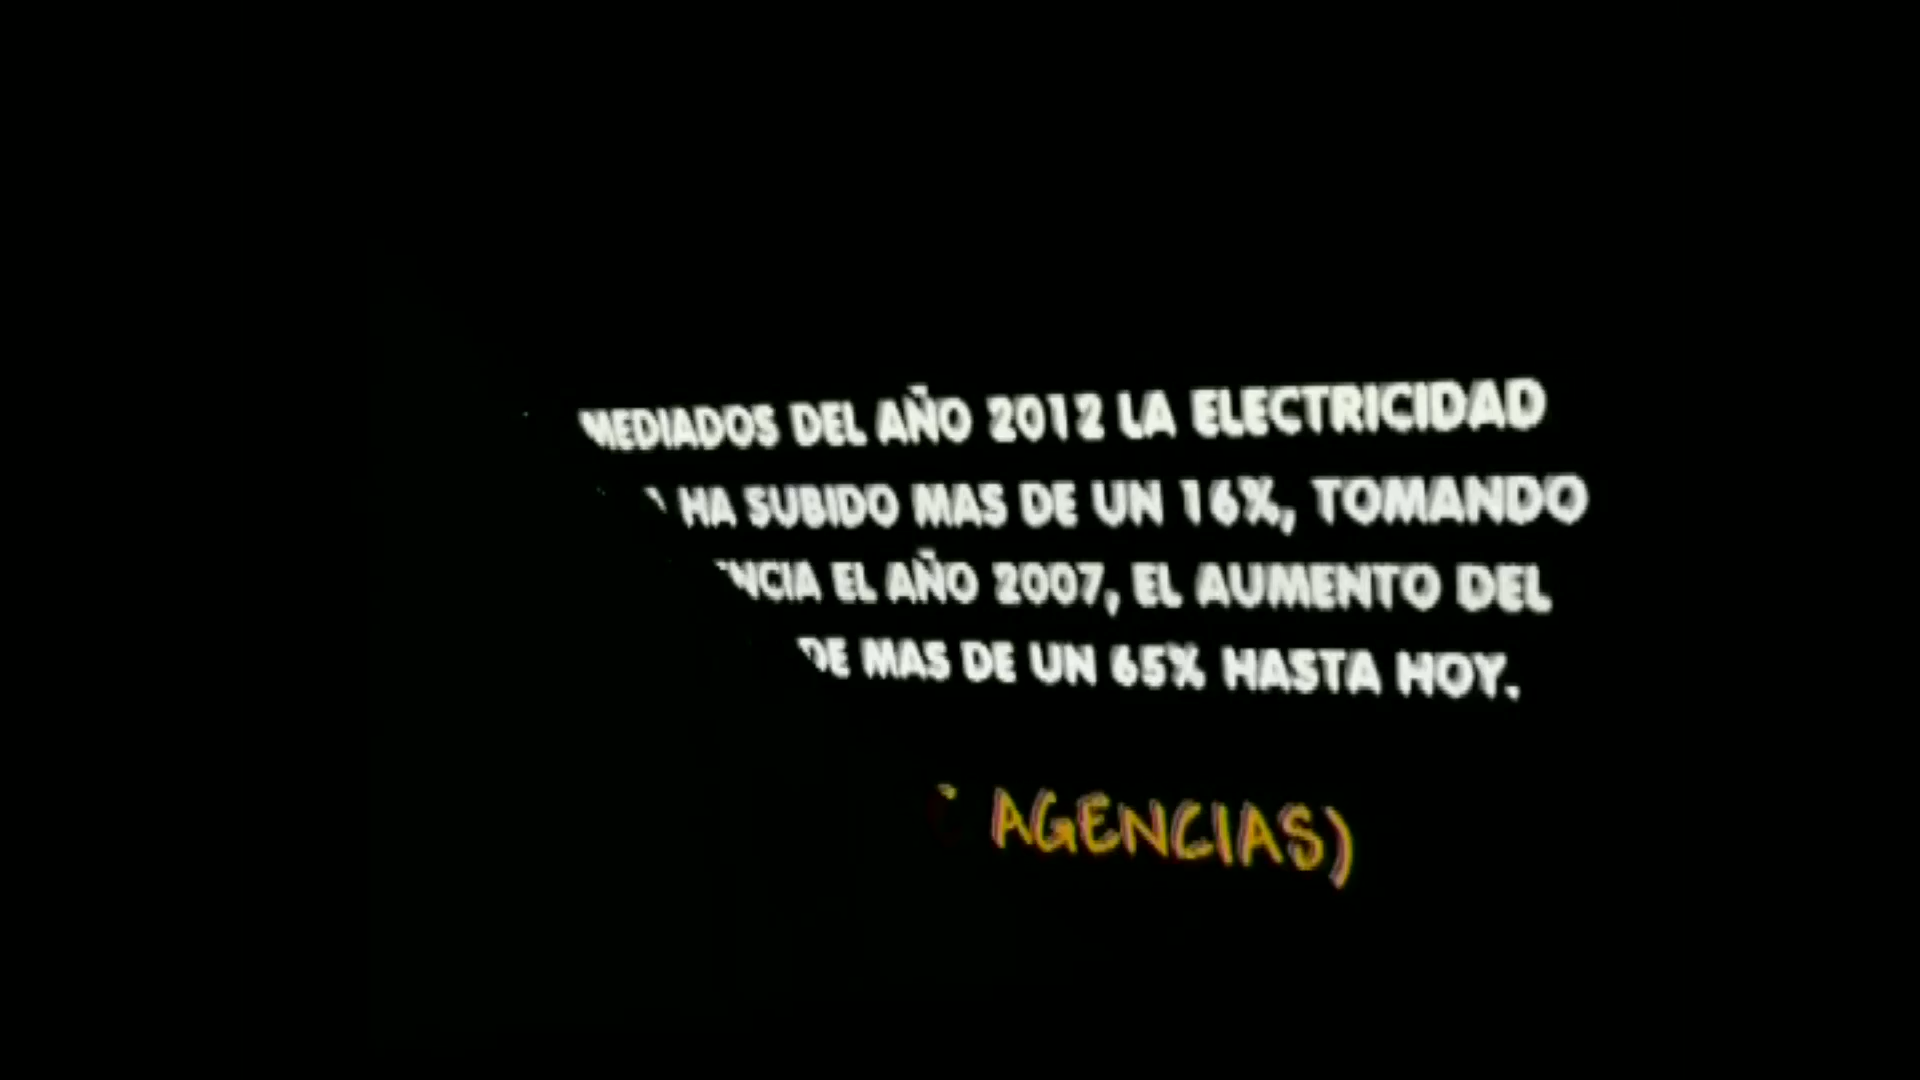 MEDIADOS DEL AÑO 2012 LA ELECTRICIDAD
HA SUBIDO MAS DE UN 16%, TOMANDO
EL AÑO 2007, EL AUMENTO DEL
DE MAS DE UN 65% HASTA HOY.
AGENCIAS)